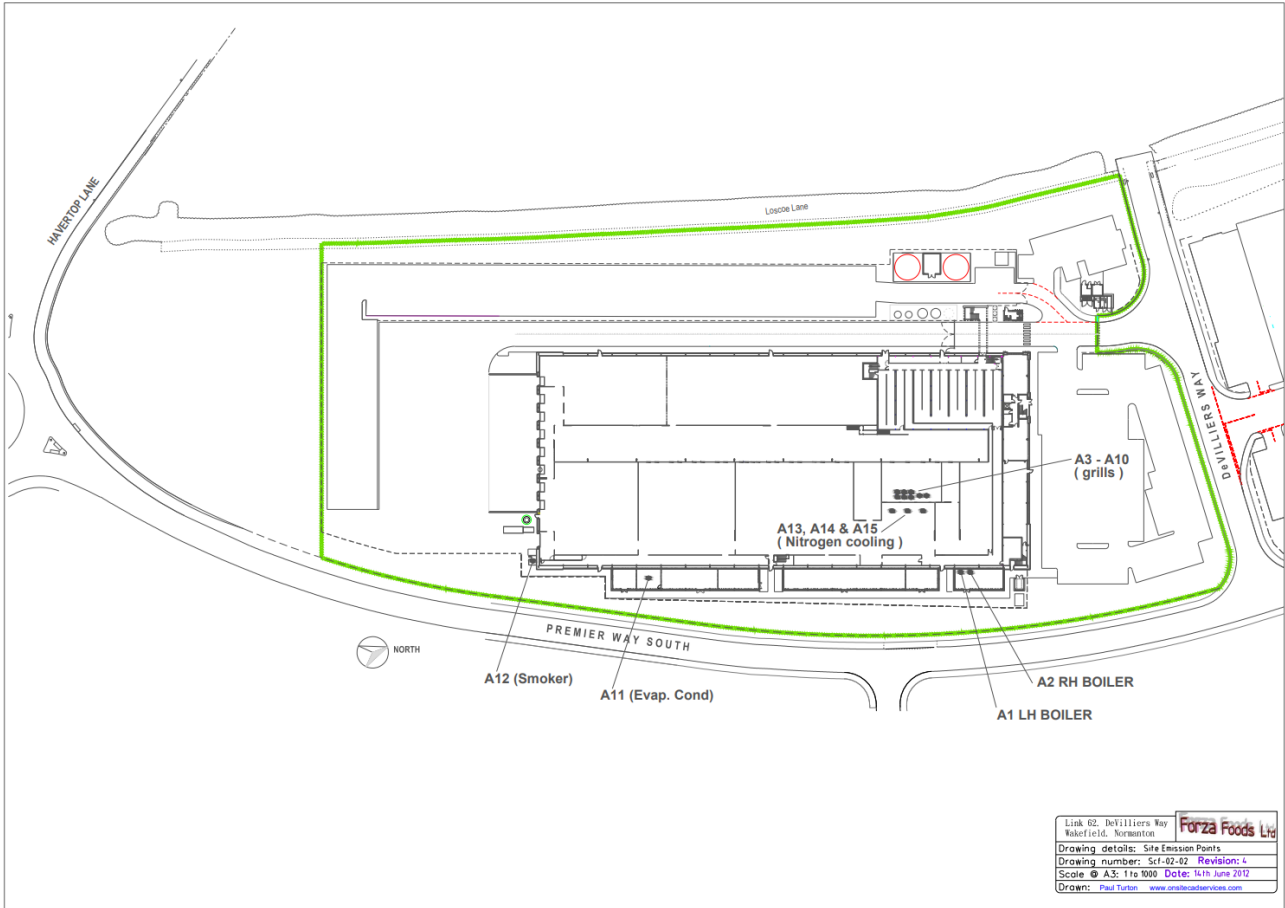 HAVERTOP LANE
Loscoe Lane
DeVILLIERS WAY
A3 - A10
( grills )
A13, A14 & A15
( Nitrogen cooling )
PREMIER WAY SOUTH
NORTH
A12 (Smoker)
A11 (Evap. Cond)
A2 RH BOILER
A1 LH BOILER
Link 62, DeVilliers Way
Wakefield, Normanton
Forza Foods Ltd
Drawing details: Site Emission Points
Drawing number: Scf-02-02 Revision: 4
Scale @ A3: 1 to 1000 Date: 14th June 2012
Drawn: Paul Turton www.onsitecadservices.com